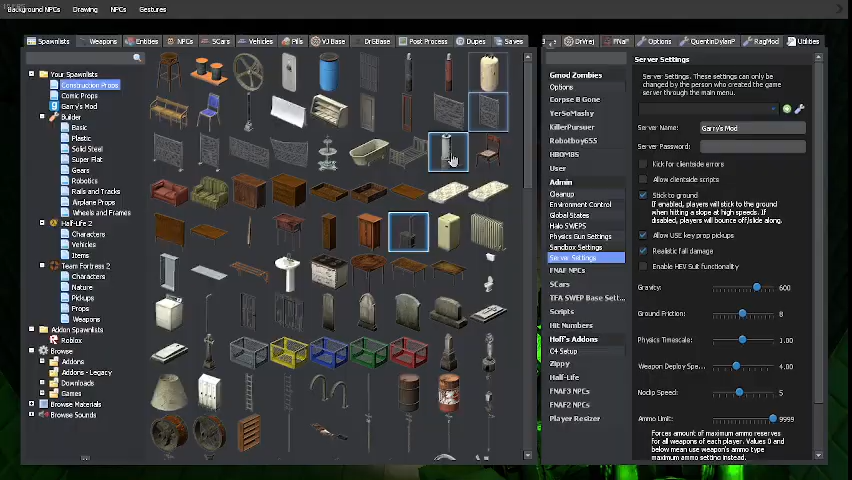 Background NPCs Drawing NPCs Gestures
Spawnlists Weapons Entities NPCs SCars Vehicles Pills VJ Base DrGBase Post Process Dupes Saves
DrVrej FNaF Options QuentinDylanP RagMod Utilities
Your Spawnlists
Construction Props
Comic Props
Garry's Mod
Builder
Basic
Plastic
Solid Steel
Super Flat
Gears
Robotics
Rails and Tracks
Airplane Props
Wheels and Frames
Half-Life 2
Characters
Vehicles
Items
Team Fortress 2
Characters
Nature
Pickups
Props
Weapons
Addon Spawnlists
Roblox
Browse
Addons
Addons - Legacy
Downloads
Games
Browse Materials
Browse Sounds
Gmod Zombies
Options
Corpse B Gone
YerSoMashy
KillerPursuer
Robotboy655
HBOMBS
User
Admin
Cleanup
Environment Control
Global States
Halo SWEPS
Physics Gun Settings
Sandbox Settings
Server Settings
FNAF NPCs
SCars
TFA SWEP Base Sett...
Scripts
Hit Numbers
Hoff's Addons
C4 Setup
Zippy
Half-Life
FNAF3 NPCs
FNAF2 NPCs
Player Resizer
Server Settings
Server Settings. These settings can only
be changed by the person who created the
game server through the main menu.
Server Name: Garry's Mod
Server Password:
Kick for clientside errors
Allow clientside scripts
Stick to ground
If enabled, players will stick to the ground
when hitting a slope at high speeds. If
disabled, players will bounce off/side along.
Allow USE key prop pickups
Realistic fall damage
Enable HEV Suit functionality
Gravity: 600
Ground Friction: 8
Physics Timescale: 1.00
Weapon Deploy Spe... 4.00
Noclip Speed: 5
Ammo Limit: 9999
Forces amount of maximum ammo reserves
for all weapons of each player. Values 0 and
below mean use weapon's ammo type
maximum ammo setting instead.